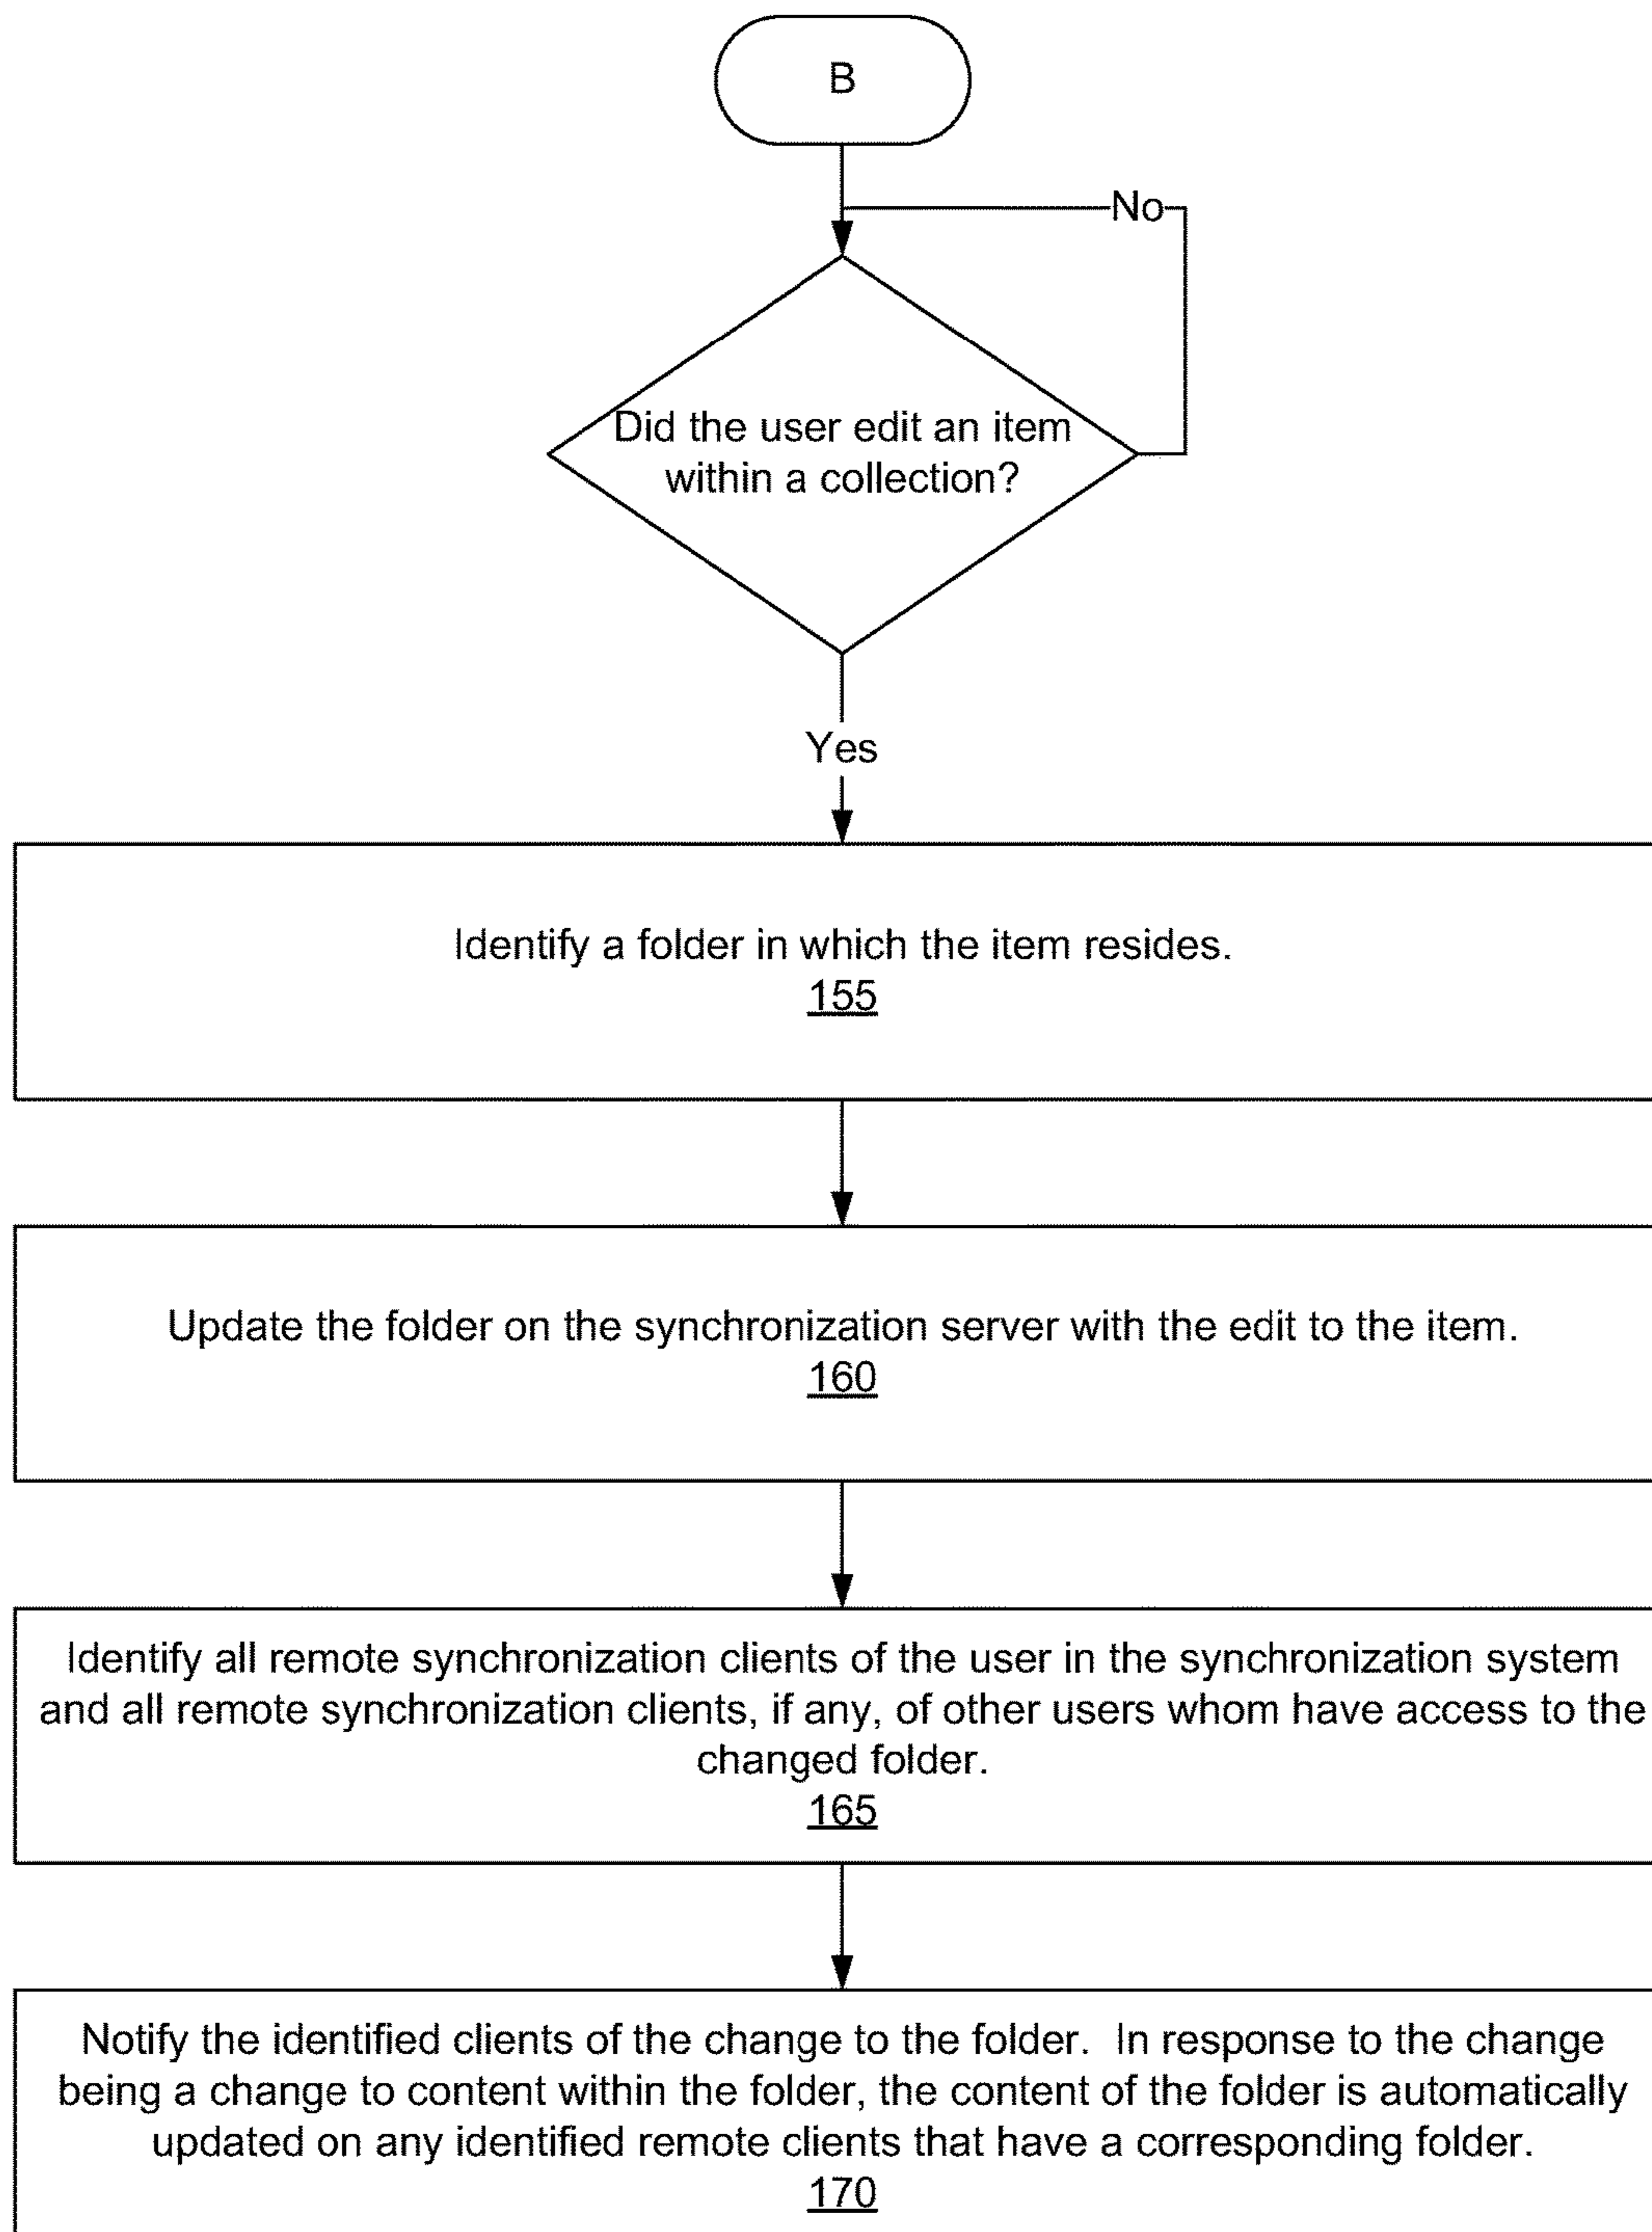 B
No
Did the user edit an item
within a collection?
Yes
Identify a folder in which the item resides.
155
Update the folder on the synchronization server with the edit to the item.
160
Identify all remote synchronization clients of the user in the synchronization system
and all remote synchronization clients, if any, of other users whom have access to the
changed folder.
165
Notify the identified clients of the change to the folder.  In response to the change
being a change to content within the folder, the content of the folder is automatically
updated on any identified remote clients that have a corresponding folder.
170